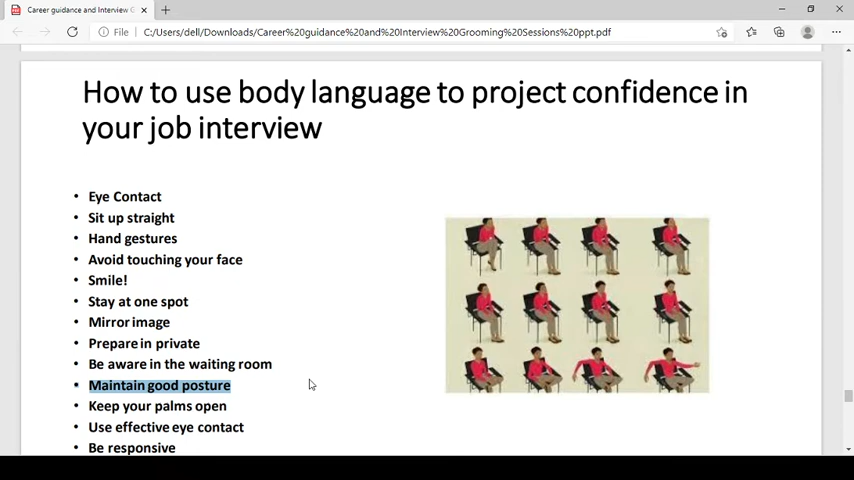 Career guidance and Interview G
File
C:/Users/dell/Downloads/Career%20guidance%20and%20Interview%20Grooming%20Sessions%20ppt.pdf
How to use body language to project confidence in
your job interview
• Eye Contact
• Sit up straight
• Hand gestures
• Avoid touching your face
• Smile!
• Stay at one spot
• Mirror image
• Prepare in private
• Be aware in the waiting room
• Maintain good posture
• Keep your palms open
• Use effective eye contact
• Be responsive